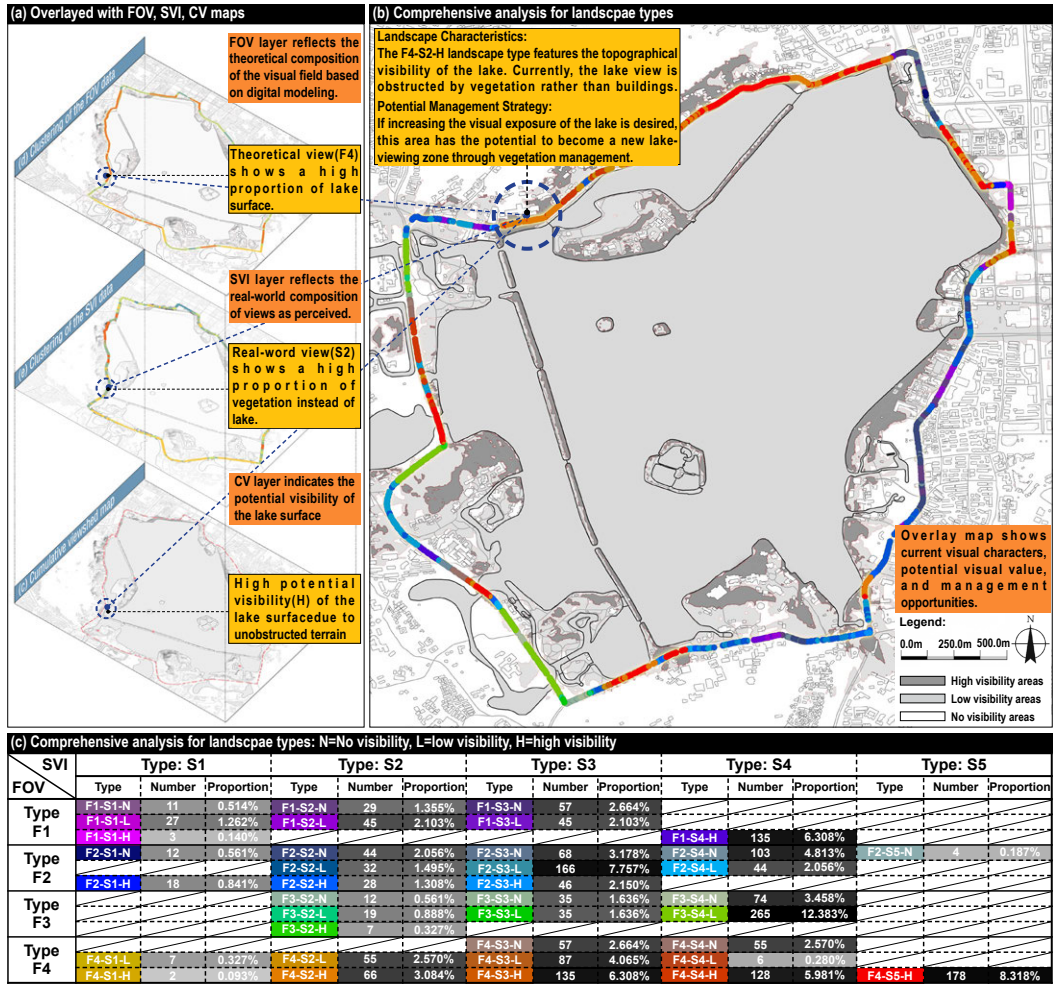 (a) Overlayed with FOV, SVI, CV maps
FOV layer reflects the
theoretical composition
of the visual field based
on digital modeling.
(d) Clustering of the FOV data
Theoretical view(F4)
shows a high
proportion of lake
surface.
SVI layer reflects the
real-world composition
of views as perceived.
(e) Clustering of the SVI data
Real-word view(S2)
shows a high
proportion of
vegetation instead of
lake.
CV layer indicates the
potential visibility of
the lake surface
(c) Cumulative viewshed map
High potential
visibility(H) of the
lake surfacedue to
unobstructed terrain
(b) Comprehensive analysis for landscpae types
Landscape Characteristics:
The F4-S2-H landscape type features the topographical
visibility of the lake. Currently, the lake view is
obstructed by vegetation rather than buildings.
Potential Management Strategy:
If increasing the visual exposure of the lake is desired,
this area has the potential to become a new lake-
viewing zone through vegetation management.
Overlay map shows
current visual characters,
potential visual value,
and management
opportunities.
Legend:
0.0m 250.0m 500.0m N
High visibility areas
Low visibility areas
No visibility areas
(c) Comprehensive analysis for landscpae types: N=No visibility, L=low visibility, H=high visibility
SVI Type: S1 Type: S2 Type: S3 Type: S4 Type: S5
FOV Type Number Proportion Type Number Proportion Type Number Proportion Type Number Proportion Type Number Proportion
Type F1
F1-S1-N 11 0.514% F1-S2-N 29 1.355% F1-S3-N 57 2.664%
F1-S1-L 27 1.262% F1-S2-L 45 2.103% F1-S3-L 45 2.103%
F1-S1-H 3 0.140% F1-S4-H 135 6.308%
Type F2
F2-S1-N 12 0.561% F2-S2-N 44 2.056% F2-S3-N 68 3.178% F2-S4-N 103 4.813% F2-S5-N 4 0.187%
F2-S2-L 32 1.495% F2-S3-L 166 7.757% F2-S4-L 44 2.056%
F2-S1-H 18 0.841% F2-S2-H 28 1.308% F2-S3-H 46 2.150%
Type F3
F3-S2-N 12 0.561% F3-S3-N 35 1.636% F3-S4-N 74 3.458%
F3-S2-L 19 0.888% F3-S3-L 35 1.636% F3-S4-L 265 12.383%
F3-S2-H 7 0.327%
Type F4
F4-S3-N 57 2.664% F4-S4-N 55 2.570%
F4-S1-L 7 0.327% F4-S2-L 55 2.570% F4-S3-L 87 4.065% F4-S4-L 6 0.280%
F4-S1-H 2 0.093% F4-S2-H 66 3.084% F4-S3-H 135 6.308% F4-S4-H 128 5.981% F4-S5-H 178 8.318%